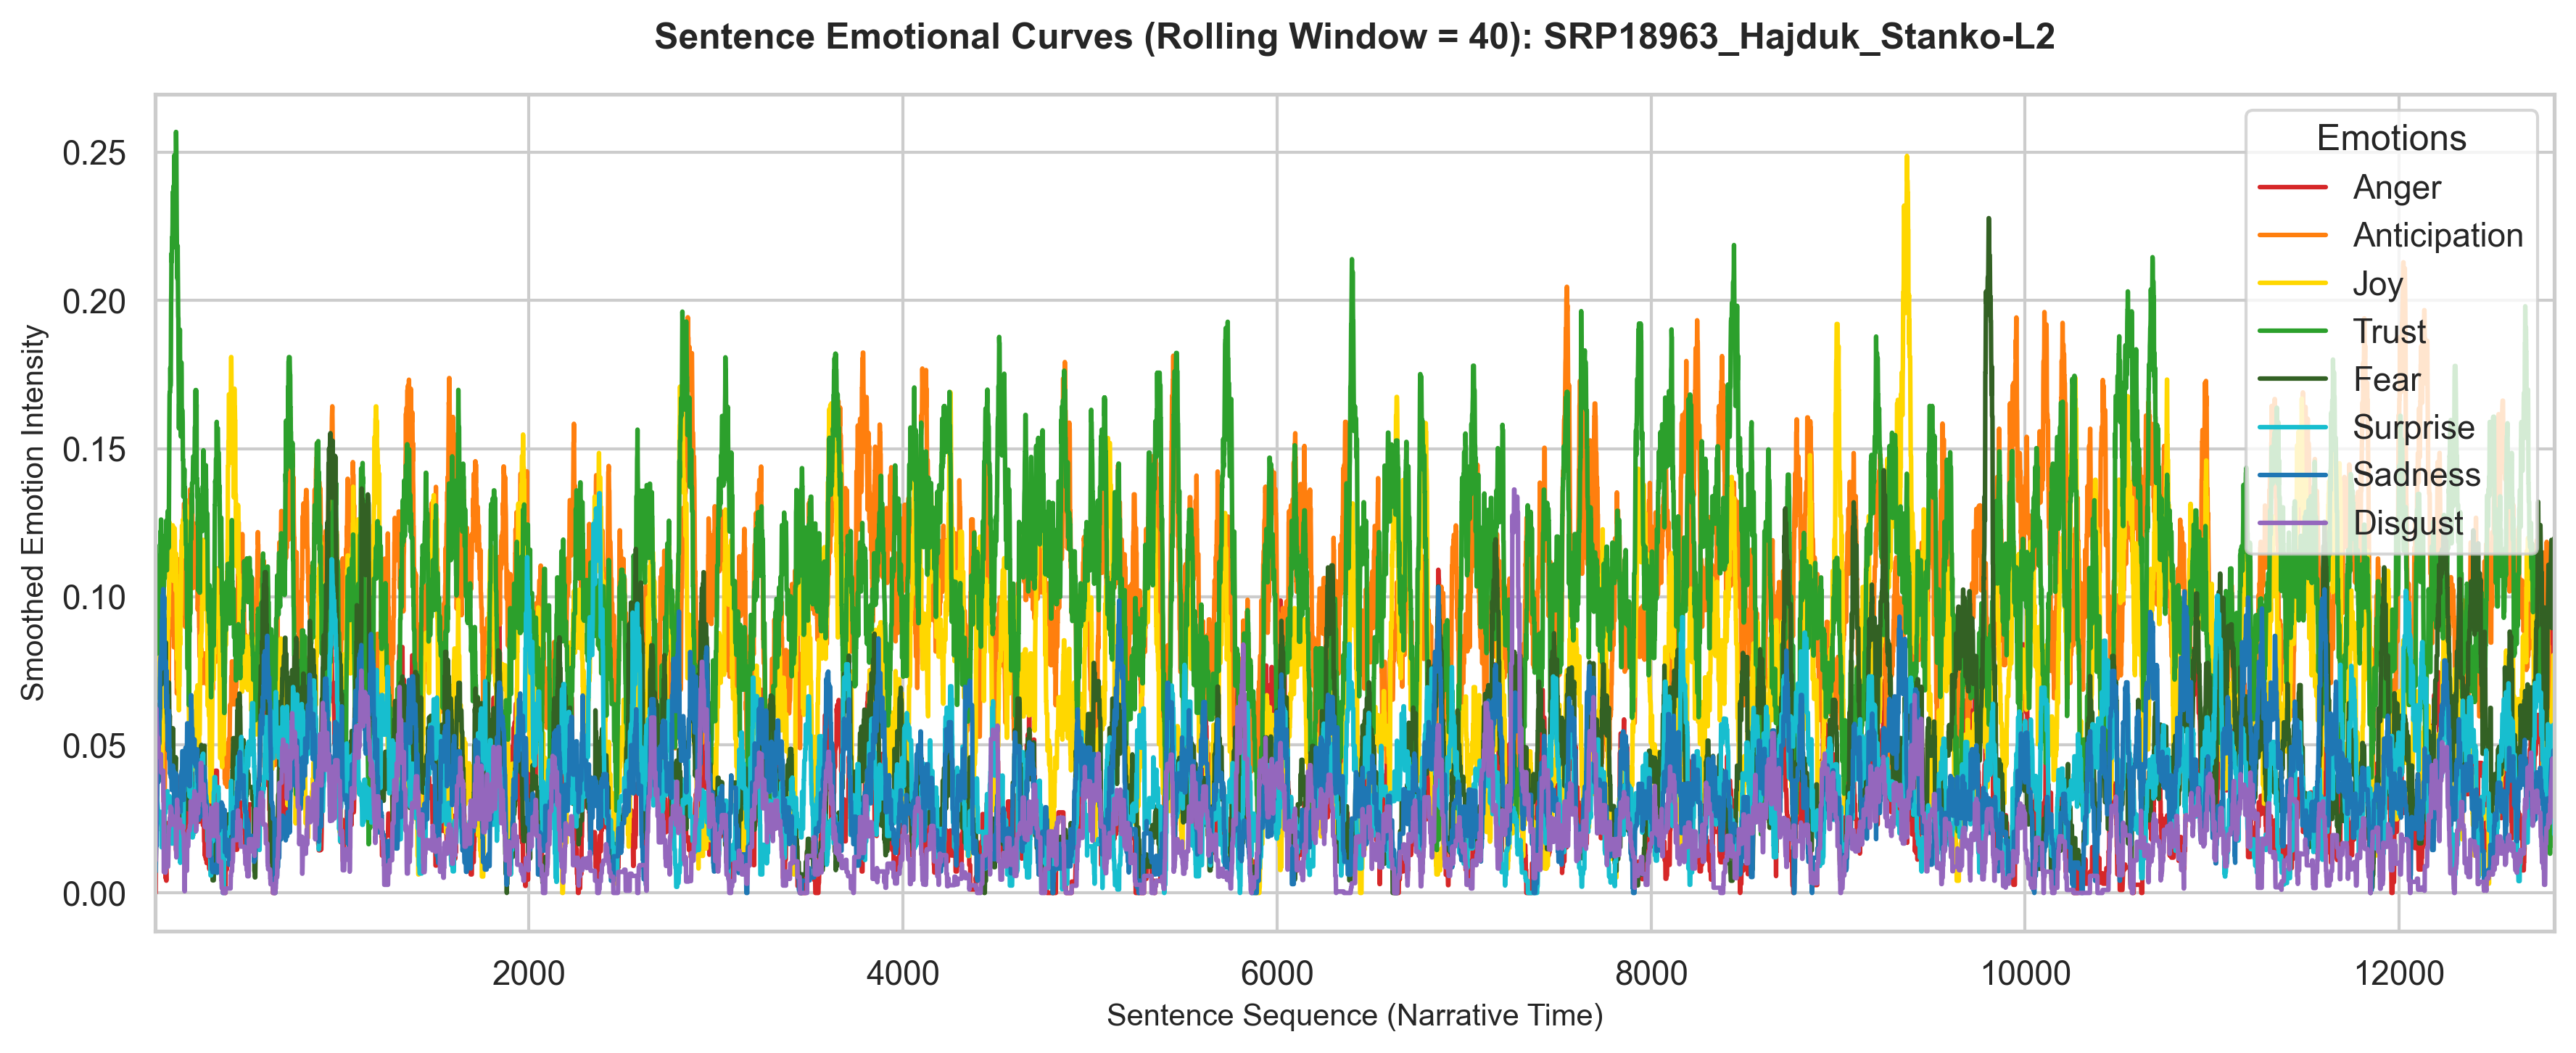 Sentence Emotional Curves (Rolling Window = 40): SRP18963_Hajduk_Stanko-L2
Smoothed Emotion Intensity
0.25
0.20
0.15
0.10
0.05
0.00
2000
4000
6000
8000
10000
12000
Sentence Sequence (Narrative Time)
Emotions
Anger
Anticipation
Joy
Trust
Fear
Surprise
Sadness
Disgust